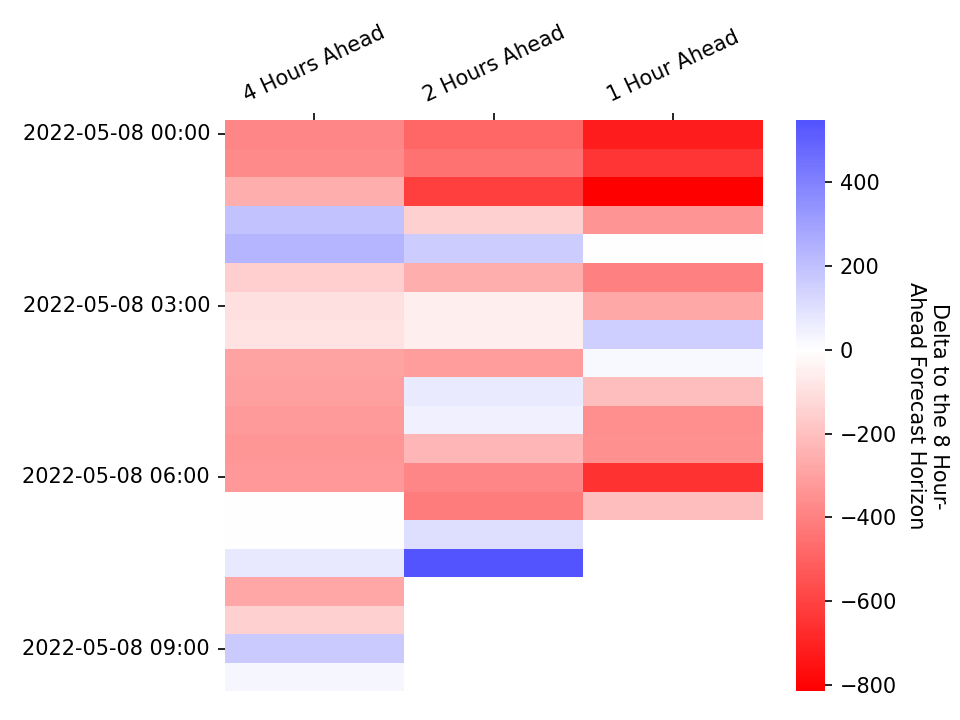 4 Hours Ahead
2 Hours Ahead
1 Hour Ahead
2022-05-08 00:00
2022-05-08 03:00
2022-05-08 06:00
2022-05-08 09:00
400
200
0
−200
−400
−600
−800
Delta to the 8 Hour-
Ahead Forecast Horizon